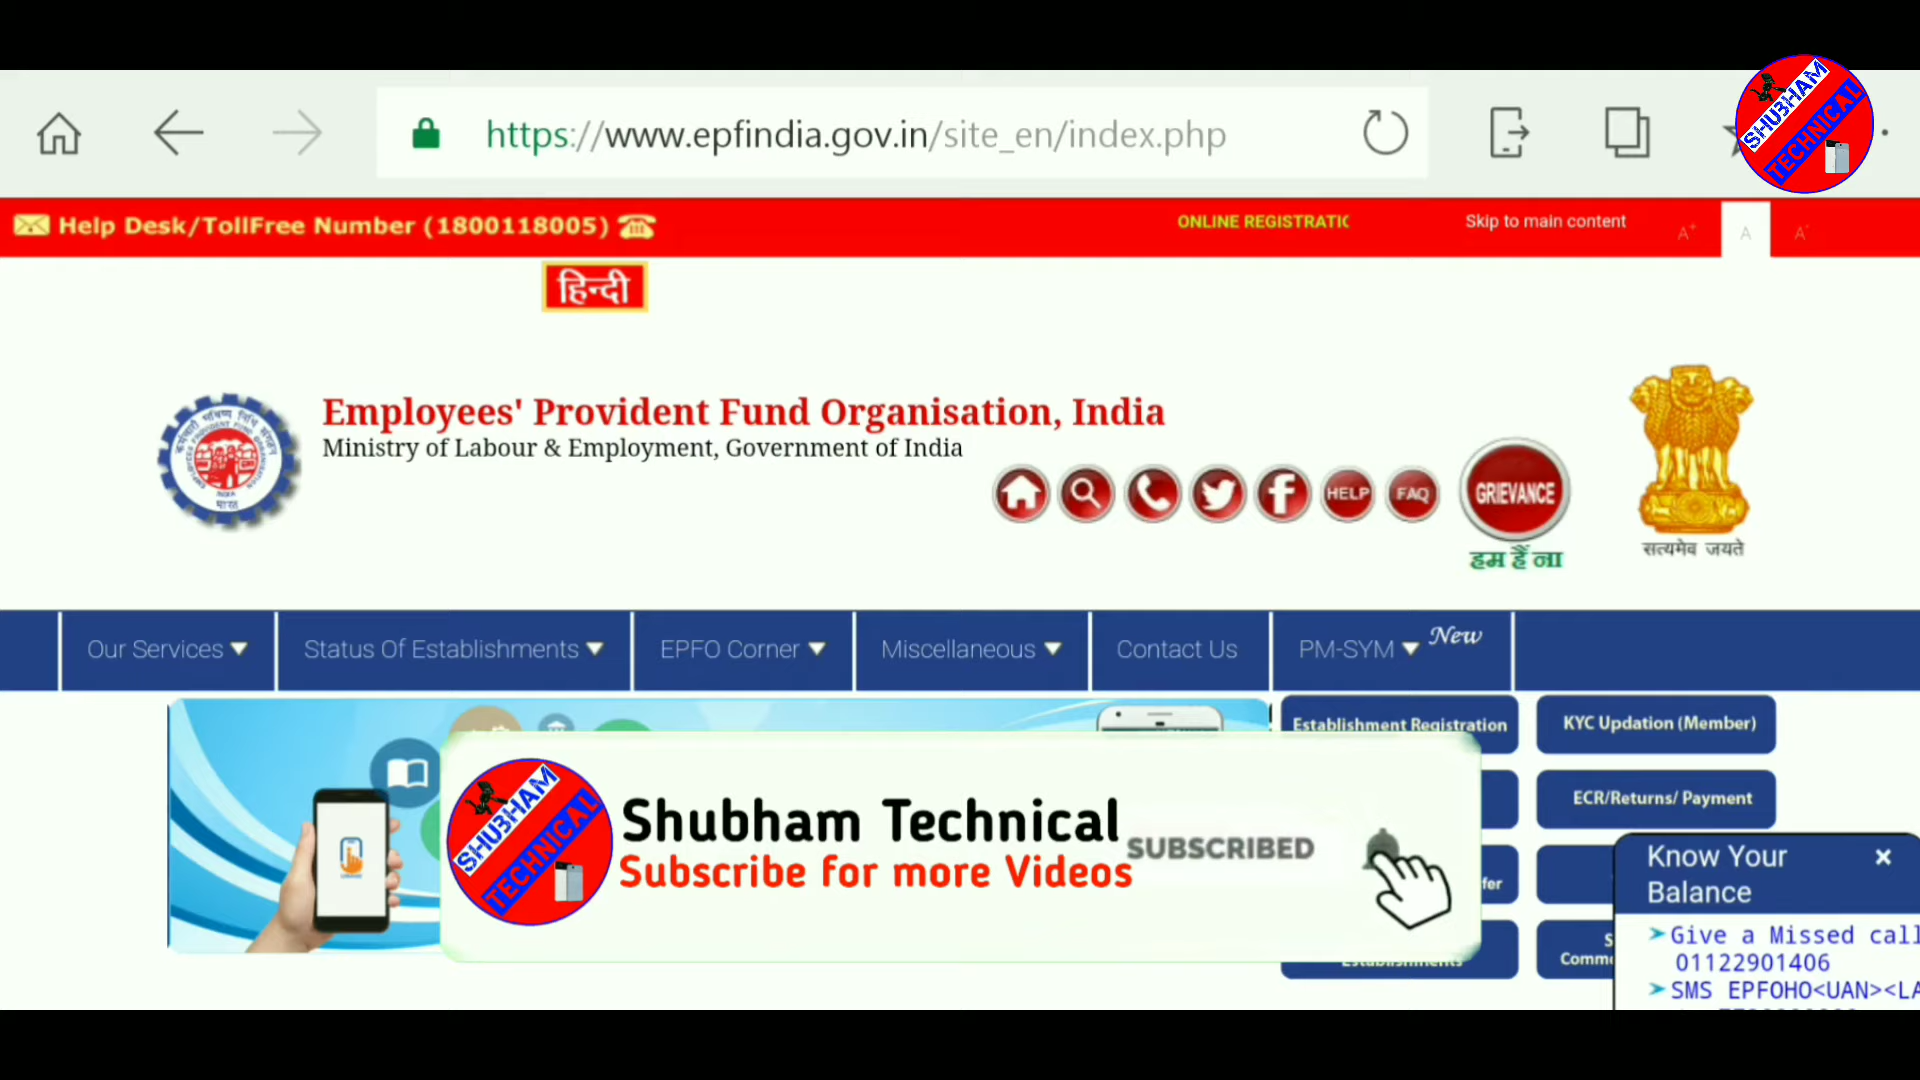 SHUBHAM
TECHNICAL
https://www.epfindia.gov.in/site_en/index.php
Help Desk/TollFree Number (1800118005)
ONLINE REGISTRATIO
Skip to main content
A+
A
A-
हिन्दी
Employees' Provident Fund Organisation, India
Ministry of Labour & Employment, Government of India
HELP
FAQ
GRIEVANCE
हम हैं ना
सत्यमेव जयते
Our Services
Status Of Establishments
EPFO Corner
Miscellaneous
Contact Us
PM-SYM
New
Establishment Registration
KYC Updation (Member)
ECR/Returns/ Payment
SHUBHAM
TECHNICAL
Shubham Technical
Subscribe for more Videos
SUBSCRIBED
fer
Know Your
Balance
Give a Missed call
01122901406
SMS EPFOHO<UAN><LA